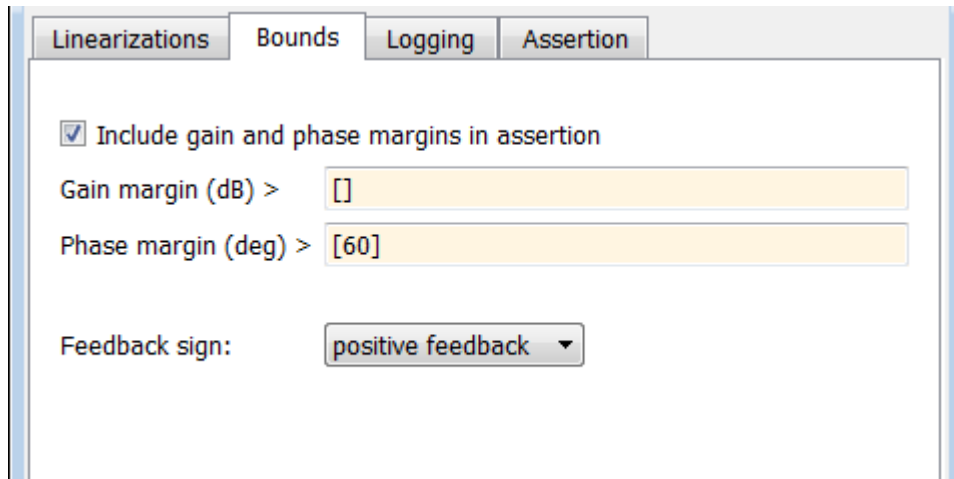 Linearizations Bounds Logging Assertion
Include gain and phase margins in assertion
Gain margin (dB) > []
Phase margin (deg) > [60]
Feedback sign: positive feedback